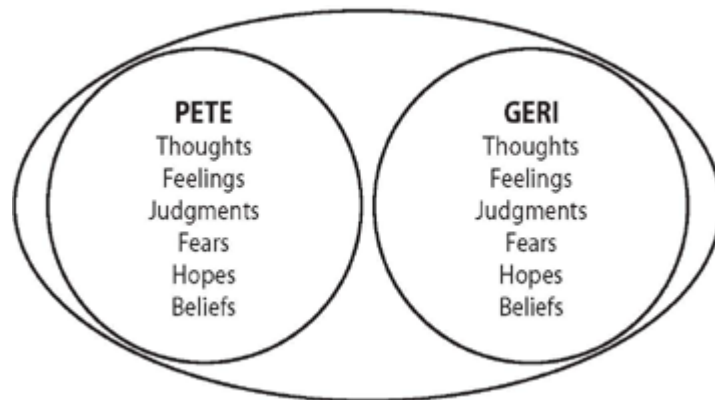 PETE
Thoughts
Feelings
Judgments
Fears
Hopes
Beliefs
GERI
Thoughts
Feelings
Judgments
Fears
Hopes
Beliefs